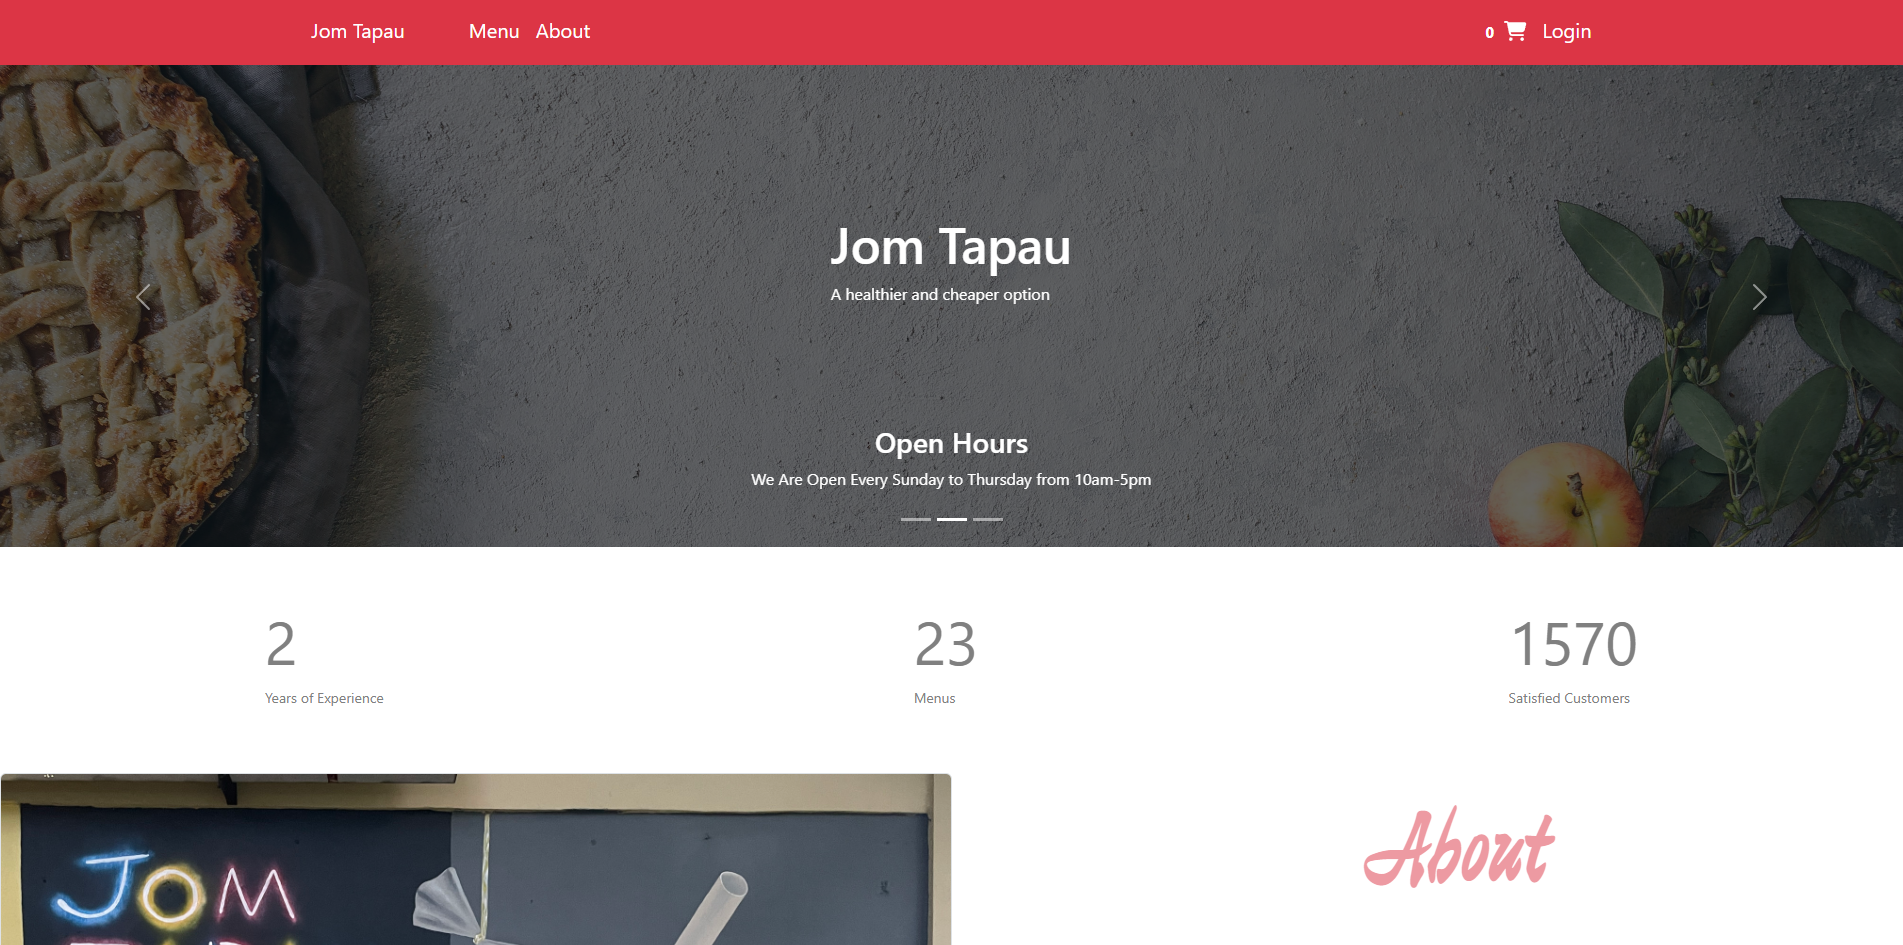 Jom Tapau Menu About 0 Login
Jom Tapau
A healthier and cheaper option
Open Hours
We Are Open Every Sunday to Thursday from 10am-5pm
2
Years of Experience
23
Menus
1570
Satisfied Customers
JOM
About